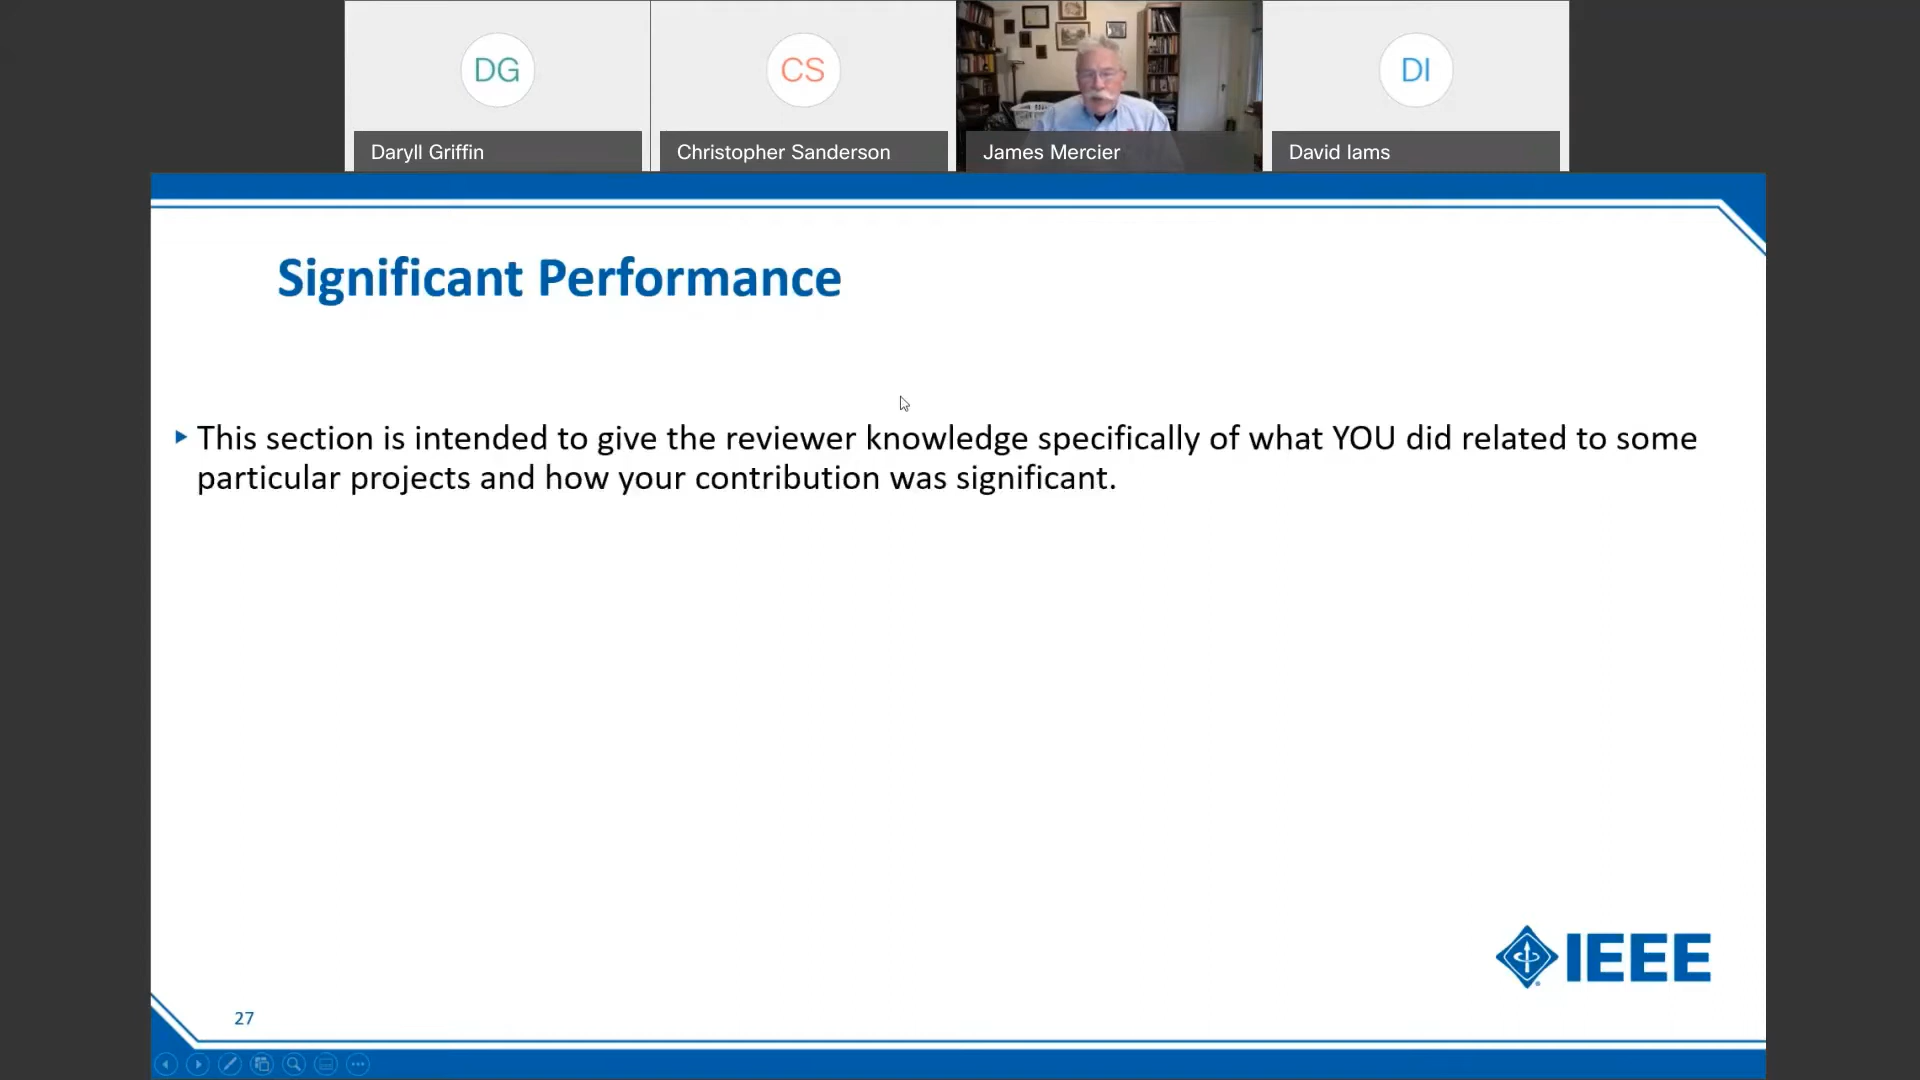 DG
CS
DI
Daryll Griffin
Christopher Sanderson
James Mercier
David Iams
Significant Performance
This section is intended to give the reviewer knowledge specifically of what YOU did related to some
particular projects and how your contribution was significant.
IEEE
27